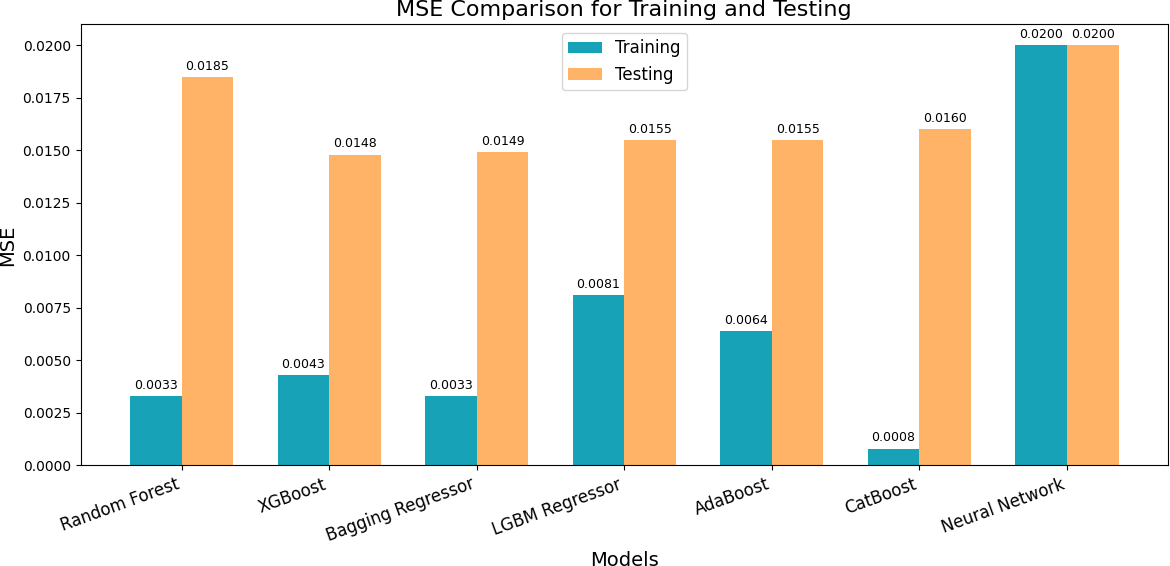 MSE Comparison for Training and Testing
Training
Testing
MSE
0.0200
0.0175
0.0150
0.0125
0.0100
0.0075
0.0050
0.0025
0.0000
0.0033
0.0185
0.0043
0.0148
0.0033
0.0149
0.0081
0.0155
0.0064
0.0155
0.0008
0.0160
0.0200
0.0200
Random Forest
XGBoost
Bagging Regressor
LGBM Regressor
AdaBoost
CatBoost
Neural Network
Models